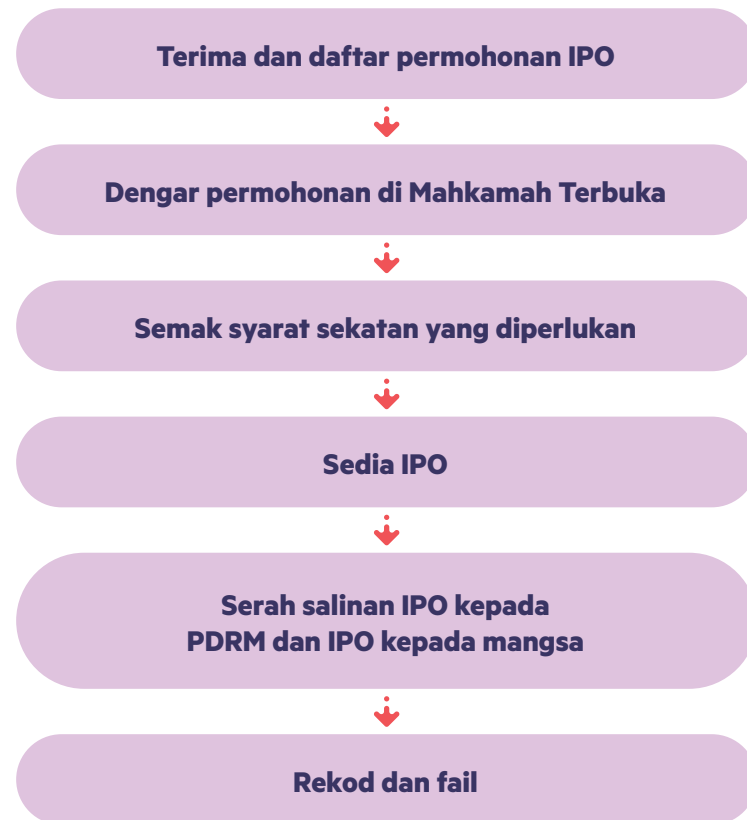 Terima dan daftar permohonan IPO
Dengar permohonan di Mahkamah Terbuka
Semak syarat sekatan yang diperlukan
Sedia IPO
Serah salinan IPO kepada
PDRM dan IPO kepada mangsa
Rekod dan fail